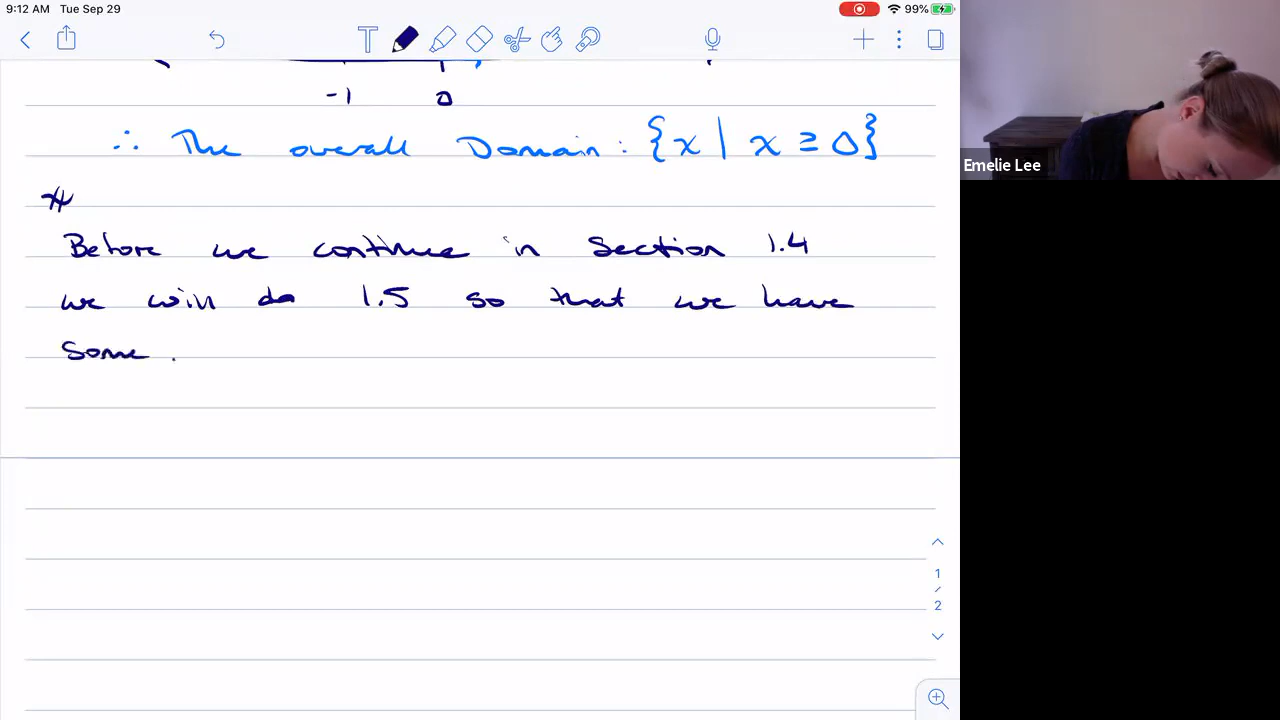 9:12 AM Tue Sep 29
99%
-1 0
∴ The overall Domain: {x | x ≥ 0}
*
Before we continue in Section 1.4
we will do 1.5 so that we have
some .
Emelie Lee
1
/
2